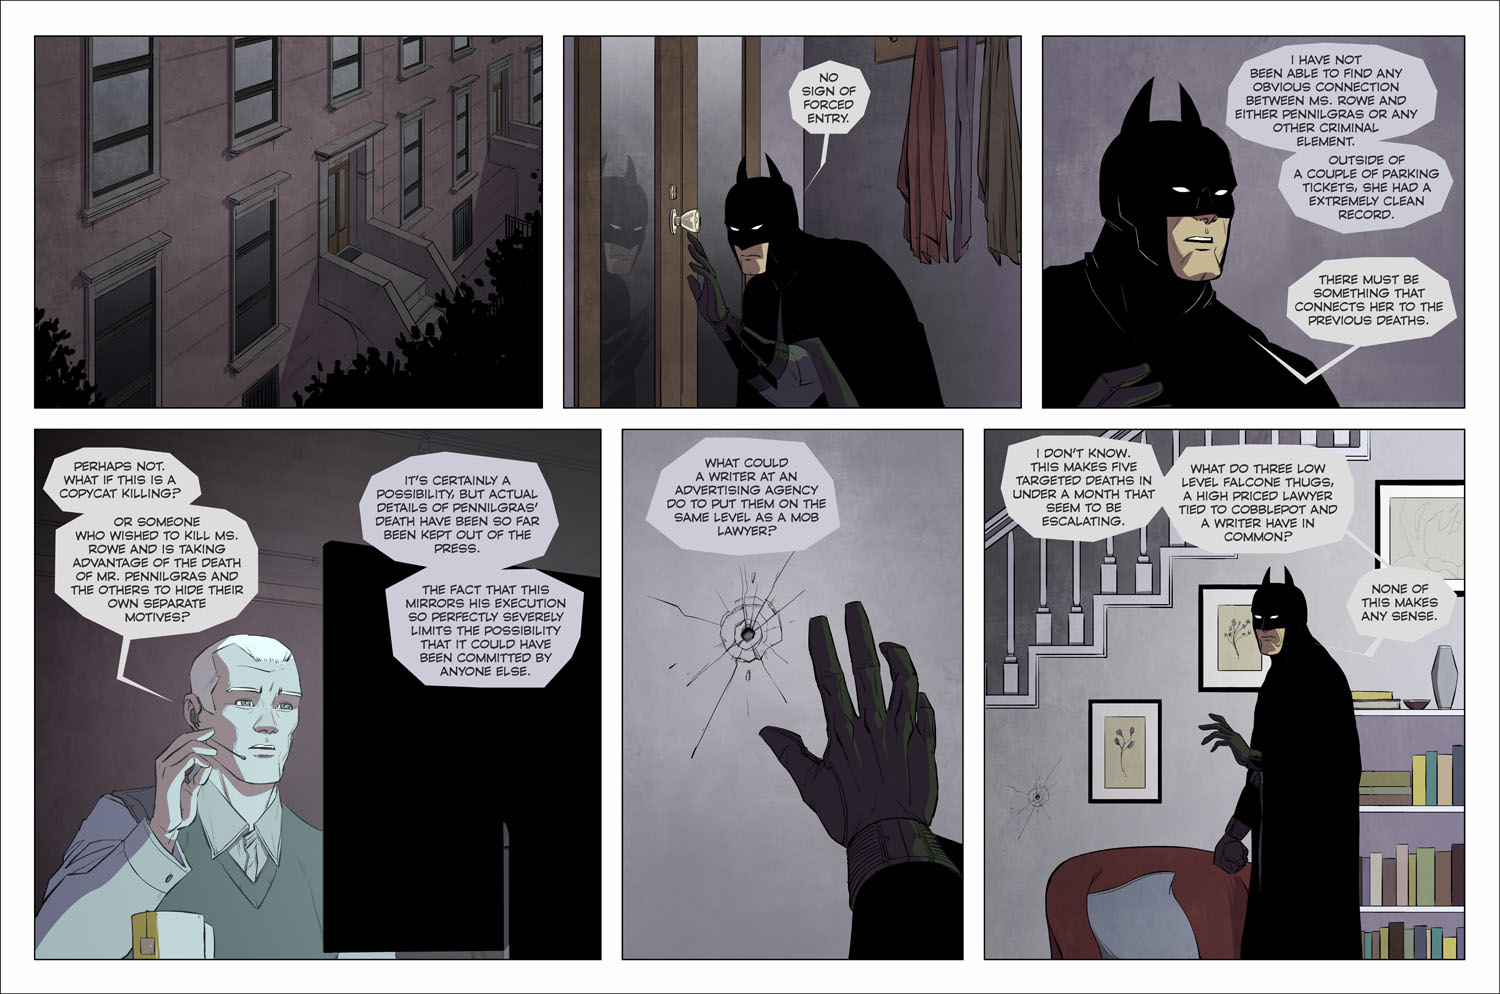 NO
SIGN OF
FORCED
ENTRY.
I HAVE NOT
BEEN ABLE TO FIND ANY
OBVIOUS CONNECTION
BETWEEN MS. ROWE AND
EITHER PENNILGRAS OR ANY
OTHER CRIMINAL
ELEMENT.
OUTSIDE OF
A COUPLE OF PARKING
TICKETS, SHE HAD A
EXTREMELY CLEAN
RECORD.
THERE MUST BE
SOMETHING THAT
CONNECTS HER TO THE
PREVIOUS DEATHS.
PERHAPS NOT.
WHAT IF THIS IS A
COPYCAT KILLING?
OR SOMEONE
WHO WISHED TO KILL MS.
ROWE AND IS TAKING
ADVANTAGE OF THE DEATH
OF MR. PENNILGRAS AND
THE OTHERS TO HIDE THEIR
OWN SEPARATE
MOTIVES?
IT'S CERTAINLY A
POSSIBILITY, BUT ACTUAL
DETAILS OF PENNILGRAS'
DEATH HAVE BEEN SO FAR
BEEN KEPT OUT OF THE
PRESS.
THE FACT THAT THIS
MIRRORS HIS EXECUTION
SO PERFECTLY SEVERELY
LIMITS THE POSSIBILITY
THAT IT COULD HAVE
BEEN COMMITTED BY
ANYONE ELSE.
WHAT COULD
A WRITER AT AN
ADVERTISING AGENCY
DO TO PUT THEM ON THE
SAME LEVEL AS A MOB
LAWYER?
I DON'T KNOW.
THIS MAKES FIVE
TARGETED DEATHS IN
UNDER A MONTH THAT
SEEM TO BE
ESCALATING.
WHAT DO THREE LOW
LEVEL FALCONE THUGS,
A HIGH PRICED LAWYER
TIED TO COBBLEPOT AND
A WRITER HAVE IN
COMMON?
NONE OF
THIS MAKES
ANY SENSE.